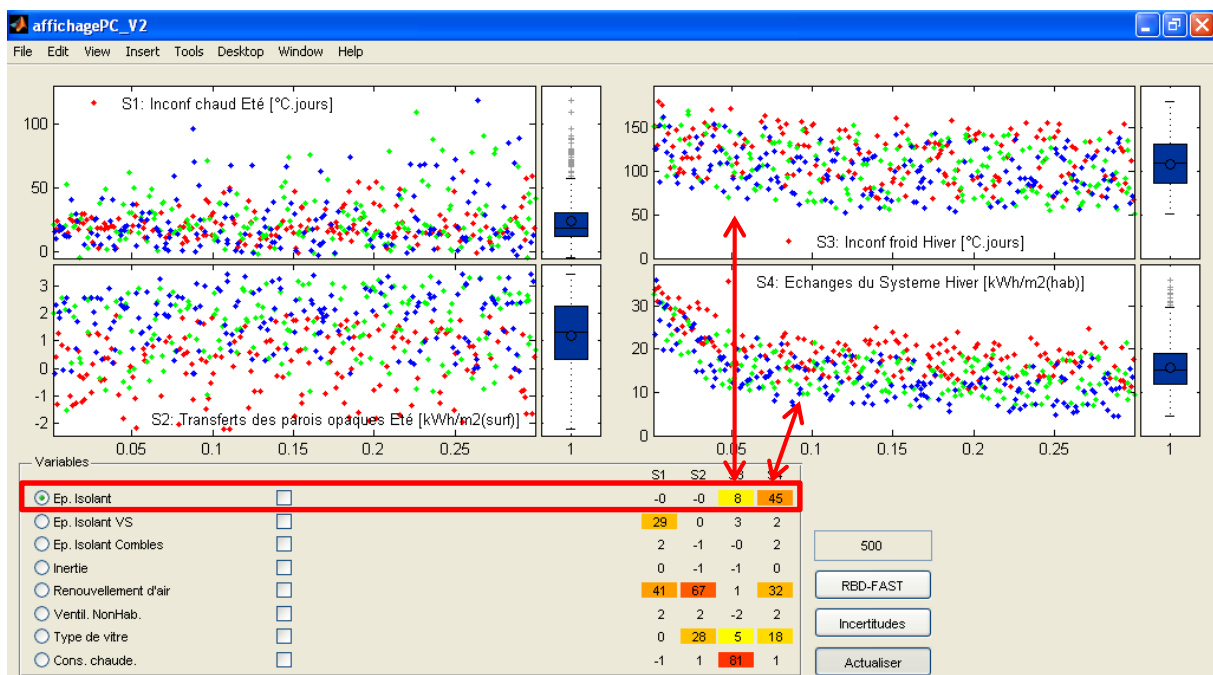 affichagePC_V2
File Edit View Insert Tools Desktop Window Help
S1: Inconf chaud Eté [°C.jours]
100
50
0
150
100
50
0
S3: Inconf froid Hiver [°C.jours]
3
2
1
0
-1
-2
S2: Transferts des parois opaques Eté [kWh/m2(surf)]
0.05 0.1 0.15 0.2 0.25 1
S4: Echanges du Systeme Hiver [kWh/m2(hab)]
30
20
10
0
0.05 0.1 0.15 0.2 0.25 1
Variables
S1 S2 S3 S4
Ep. Isolant -0 -0 8 45
Ep. Isolant VS 29 0 3 2
Ep. Isolant Combles 2 -1 -0 2
Inertie 0 -1 -1 0
Renouvellement d'air 41 67 1 32
Ventil. NonHab. 2 2 -2 2
Type de vitre 0 28 5 18
Cons. chaude. -1 1 81 1
500
RBD-FAST
Incertitudes
Actualiser